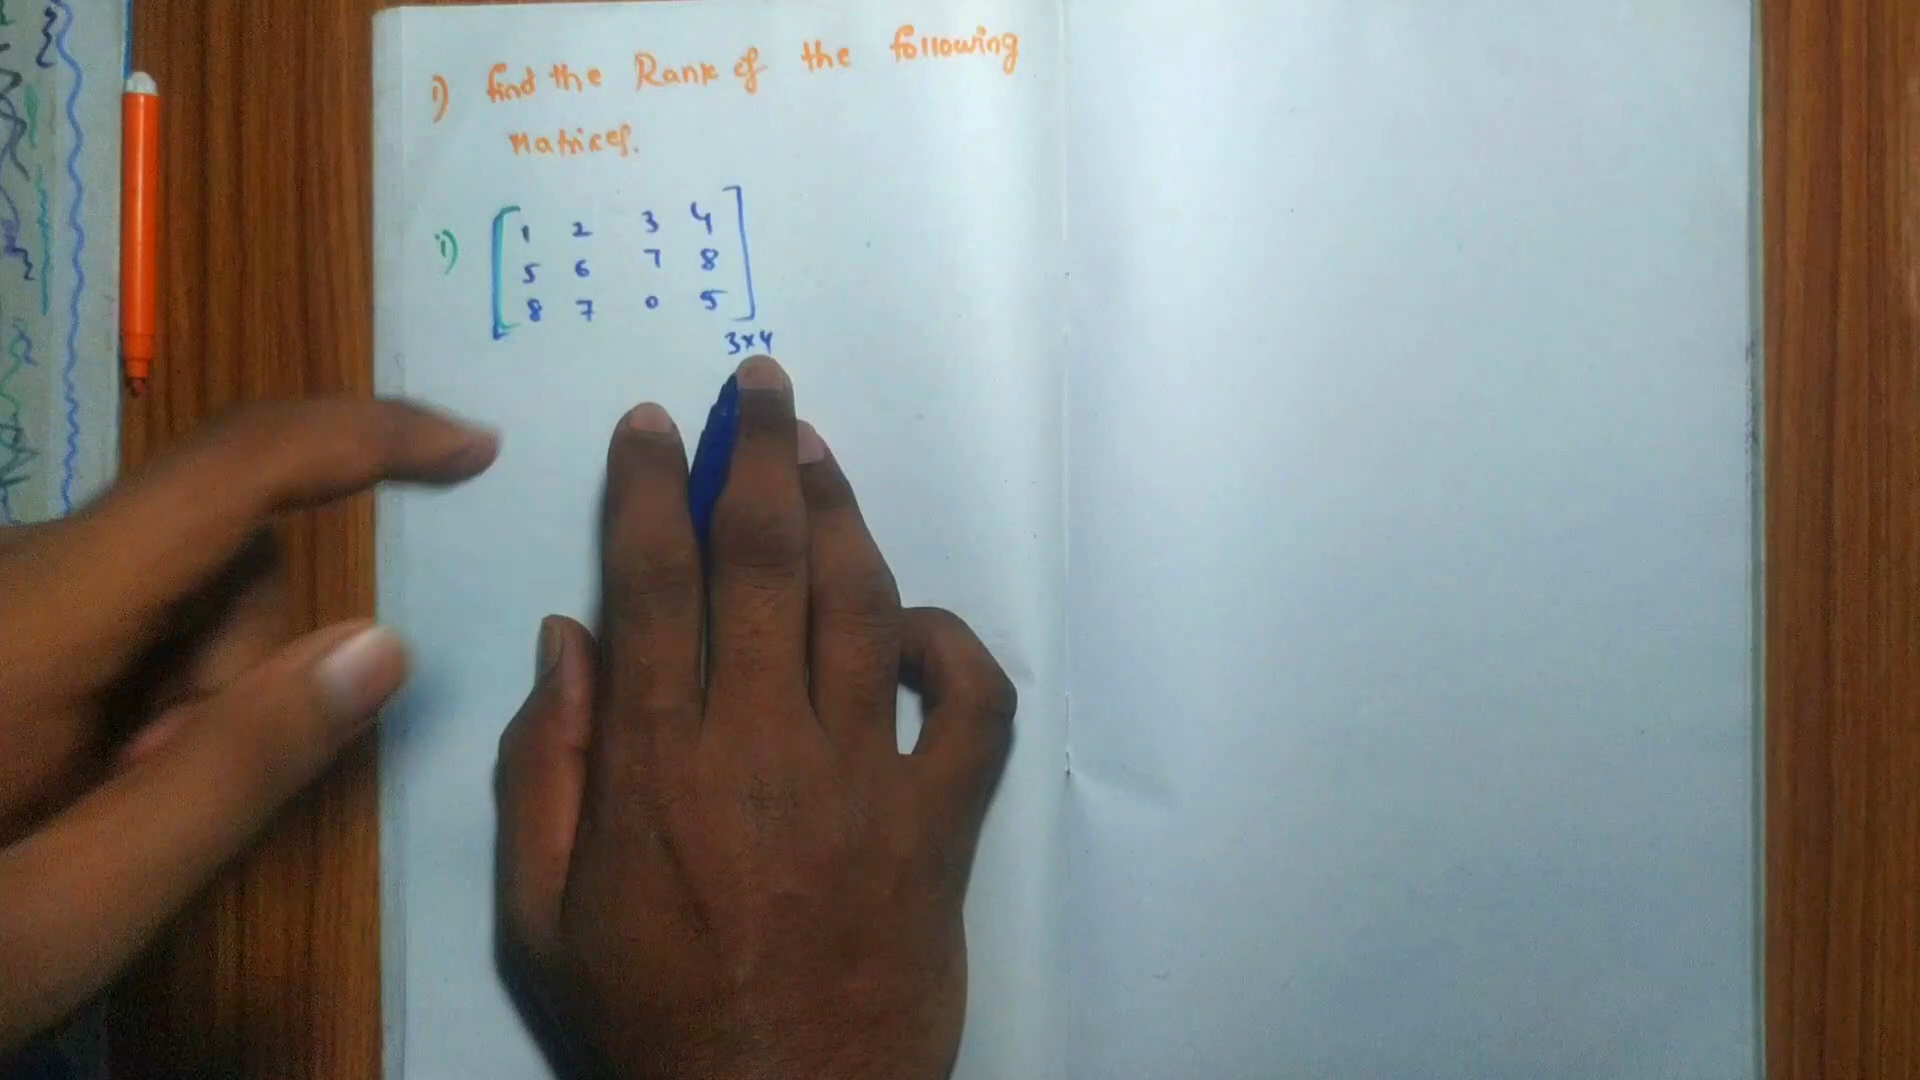 1) find the Rank of the following
Matrices.
i) [ 1 2 3 4
5 6 7 8
8 7 0 5 ]
3×4